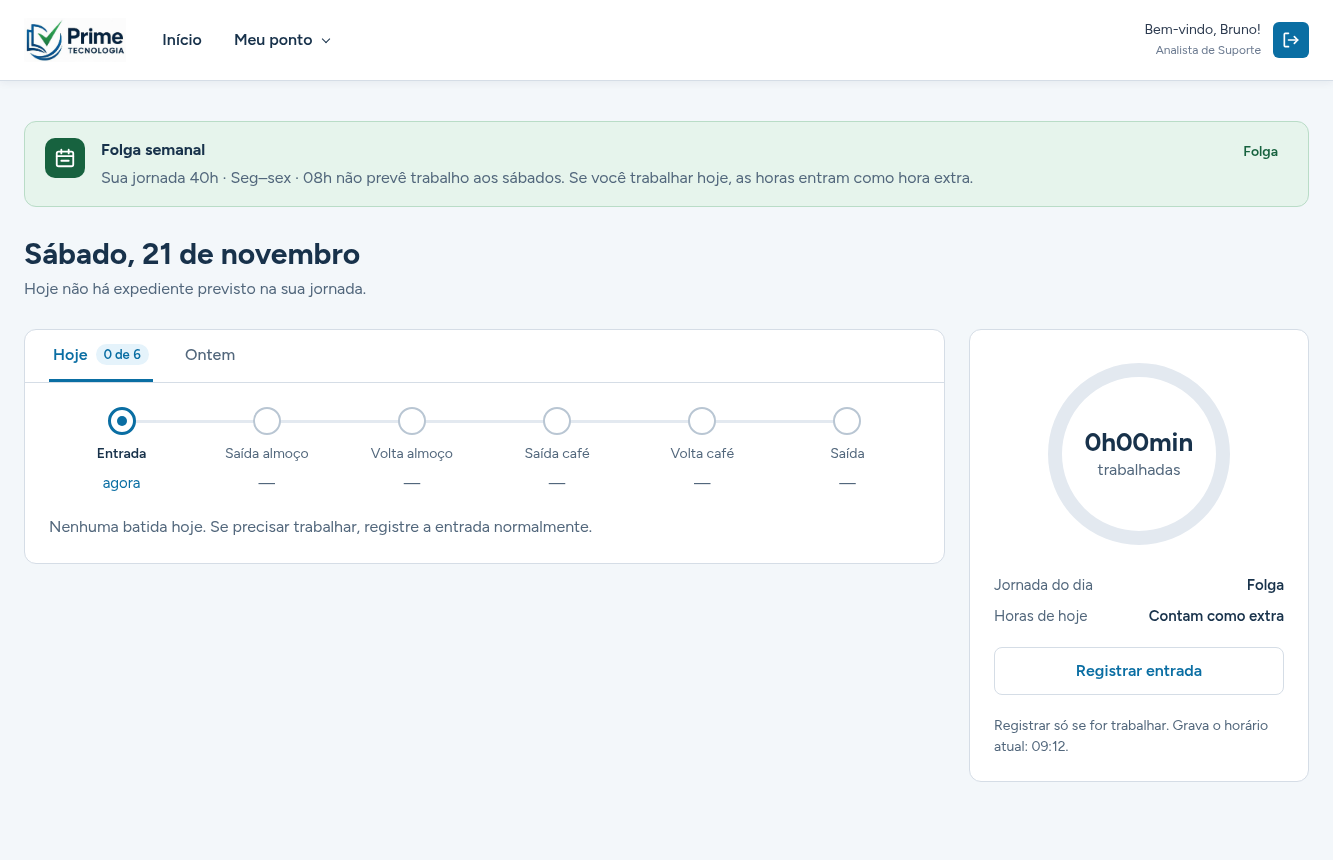 Prime
TECNOLOGIA
Início
Meu ponto
Bem-vindo, Bruno!
Analista de Suporte
Folga semanal
Folga
Sua jornada 40h · Seg–sex · 08h não prevê trabalho aos sábados. Se você trabalhar hoje, as horas entram como hora extra.
Sábado, 21 de novembro
Hoje não há expediente previsto na sua jornada.
Hoje 0 de 6 Ontem
Entrada Saída almoço Volta almoço Saída café Volta café Saída
agora — — — — —
Nenhuma batida hoje. Se precisar trabalhar, registre a entrada normalmente.
0h00min
trabalhadas
Jornada do dia Folga
Horas de hoje Contam como extra
Registrar entrada
Registrar só se for trabalhar. Grava o horário
atual: 09:12.